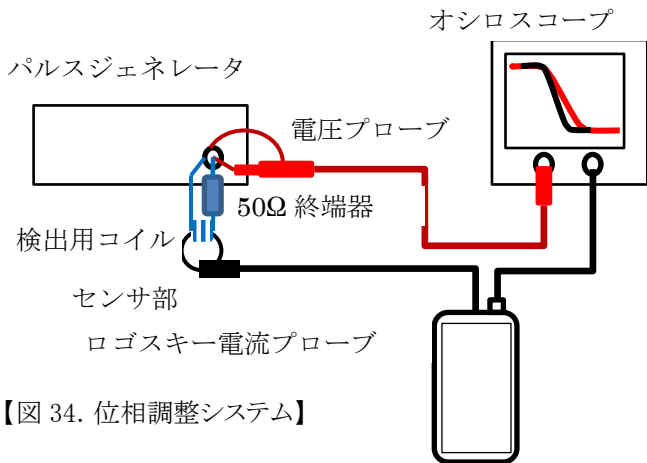 オシロスコープ
パルスジェネレータ
電圧プローブ
50Ω 終端器
検出用コイル
センサ部
ロゴスキー電流プローブ
【図 34. 位相調整システム】